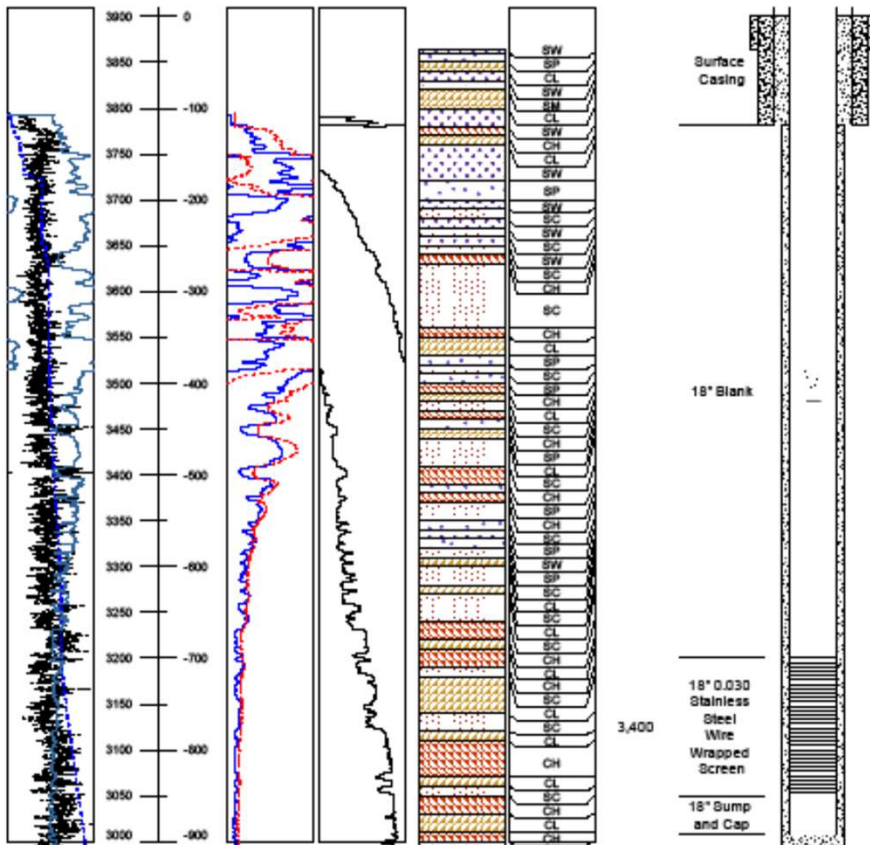 3900
3850
3800
3750
3700
3650
3600
3550
3500
3450
3400
3350
3300
3250
3200
3150
3100
3050
3000
0
-100
-200
-300
-400
-500
-600
-700
-800
-900
SW
SP
CL
SW
SM
CL
SW
CH
CL
SW
SP
SW
SC
SW
SC
SW
SC
CH
SC
CH
CL
SP
SC
SP
CH
CL
SC
CH
SP
CL
SC
CH
SP
CH
SC
SP
SW
SP
SC
CL
SC
CL
SC
CH
CL
CH
SC
CL
SC
CL
CH
CL
SC
CH
CL
CH
3,400
Surface
Casing
18" Blank
18" 0.030
Stainless
Steel
Wire
Wrapped
Screen
18" Sump
and Cap